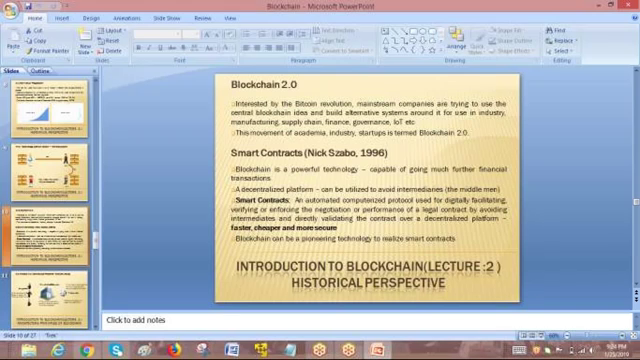 Blockchain - Microsoft PowerPoint
Home Insert Design Animations Slide Show Review View
Cut
Copy
Format Painter
Paste
New Slide
Layout
Reset
Delete
Text Direction
Align Text
Convert to SmartArt
Arrange
Quick Styles
Shape Fill
Shape Outline
Shape Effects
Find
Replace
Select
Clipboard Slides Font Paragraph Drawing Editing
Slides Outline
Blockchain 2.0
Interested by the Bitcoin revolution, mainstream companies are trying to use the
central blockchain idea and build alternative systems around it for use in industry,
manufacturing, supply chain, finance, governance, IoT etc
This movement of academia, industry, startups is termed Blockchain 2.0.
Smart Contracts (Nick Szabo, 1996)
Blockchain is a powerful technology – capable of going much further financial
transactions
A decentralized platform – can be utilized to avoid intermediaries (the middle men)
Smart Contracts: An automated computerized protocol used for digitally facilitating,
verifying or enforcing the negotiation or performance of a legal contract by avoiding
intermediates and directly validating the contract over a decentralized platform –
faster, cheaper and more secure
Blockchain can be a pioneering technology to realize smart contracts
INTRODUCTION TO BLOCKCHAIN(LECTURE :2 )
HISTORICAL PERSPECTIVE
Click to add notes
Slide 10 of 27 "Trek"